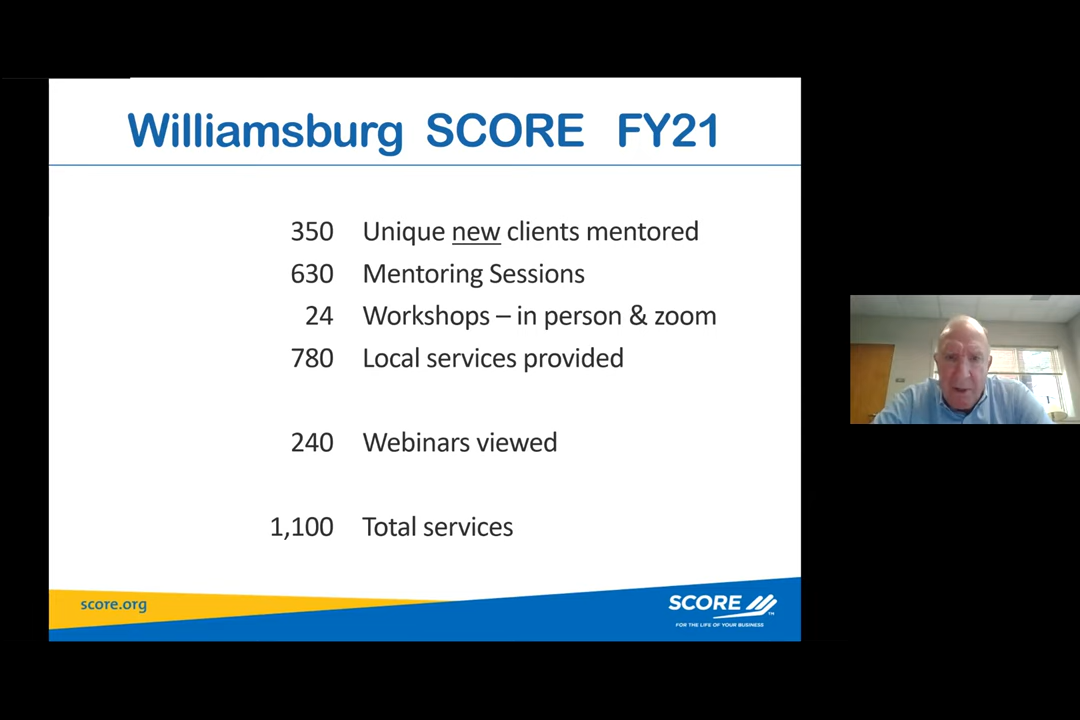 Williamsburg SCORE FY21
350 Unique new clients mentored
630 Mentoring Sessions
24 Workshops – in person & zoom
780 Local services provided
240 Webinars viewed
1,100 Total services
score.org
SCORE TM
FOR THE LIFE OF YOUR BUSINESS